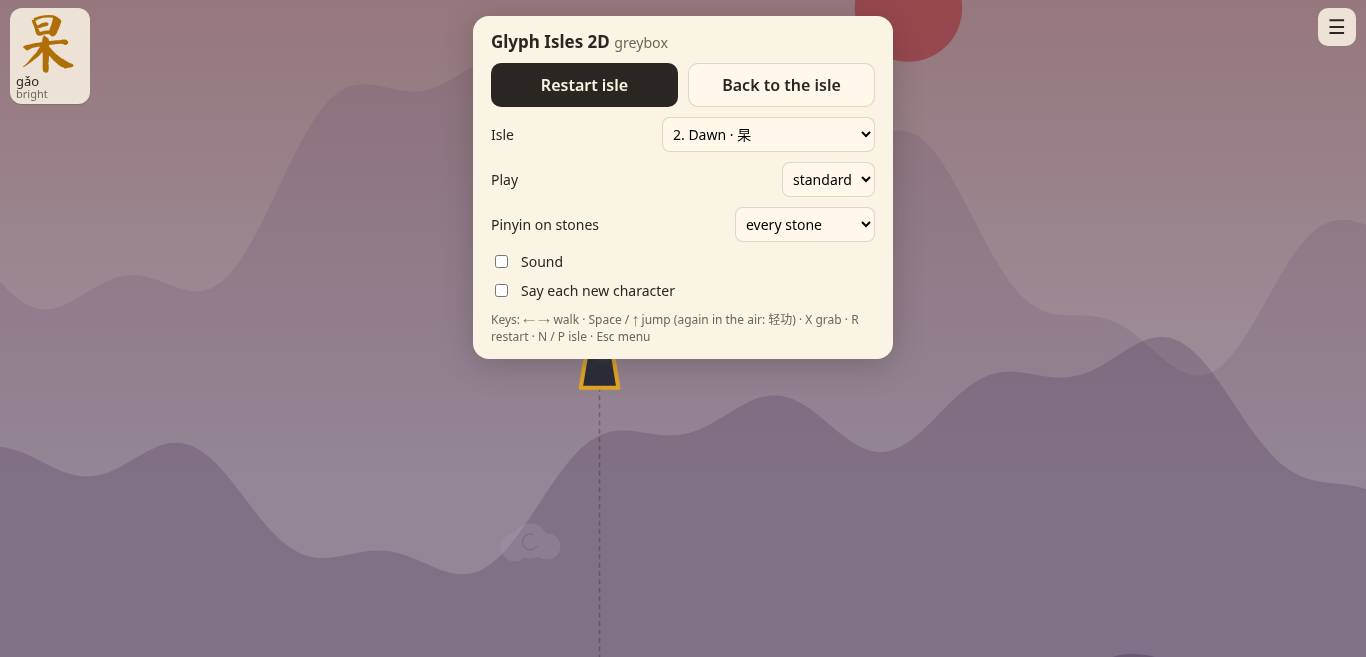 杲
gǎo
bright
Glyph Isles 2D greybox
Restart isle
Back to the isle
Isle
2. Dawn · 杲
Play
standard
Pinyin on stones
every stone
Sound
Say each new character
Keys: ← → walk · Space / ↑ jump (again in the air: 轻功) · X grab · R
restart · N / P isle · Esc menu